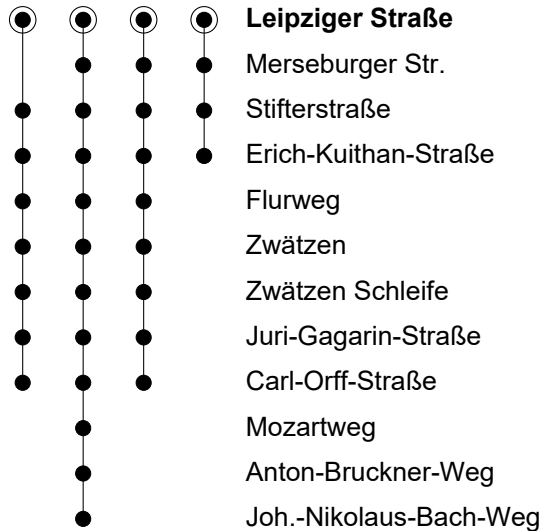 Leipziger Straße
Merseburger Str.
Stifterstraße
Erich-Kuithan-Straße
Flurweg
Zwätzen
Zwätzen Schleife
Juri-Gagarin-Straße
Carl-Orff-Straße
Mozartweg
Anton-Bruckner-Weg
Joh.-Nikolaus-Bach-Weg